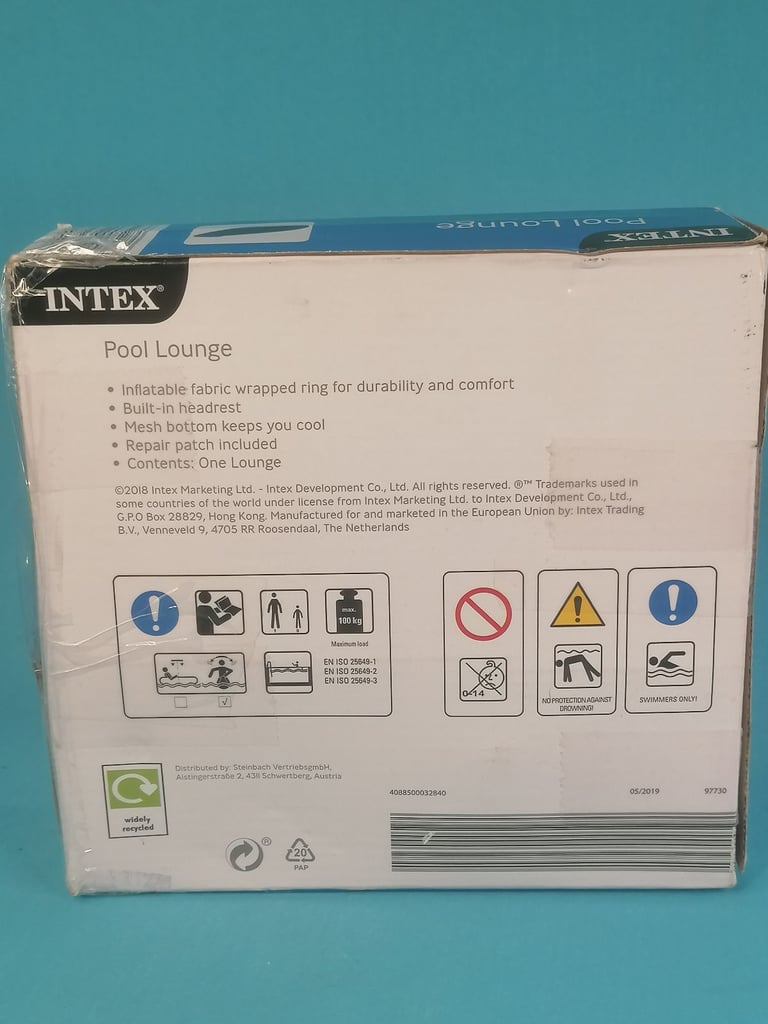 Pool Lounge
INTEX
INTEX®
Pool Lounge
• Inflatable fabric wrapped ring for durability and comfort
• Built-in headrest
• Mesh bottom keeps you cool
• Repair patch included
• Contents: One Lounge
©2018 Intex Marketing Ltd. - Intex Development Co., Ltd. All rights reserved. ®™ Trademarks used in
some countries of the world under license from Intex Marketing Ltd. to Intex Development Co., Ltd.,
G.P.O Box 28829, Hong Kong. Manufactured for and marketed in the European Union by: Intex Trading
B.V., Venneveld 9, 4705 RR Roosendaal, The Netherlands
max.
100 kg
Maximum load
EN ISO 25649-1
EN ISO 25649-2
EN ISO 25649-3
√
0-14
NO PROTECTION AGAINST
DROWNING!
SWIMMERS ONLY!
Distributed by: Steinbach VertriebsgmbH,
Aistingerstraße 2, 4311 Schwertberg, Austria
widely
recycled
4088500032840
05/2019
97730
®
20
PAP